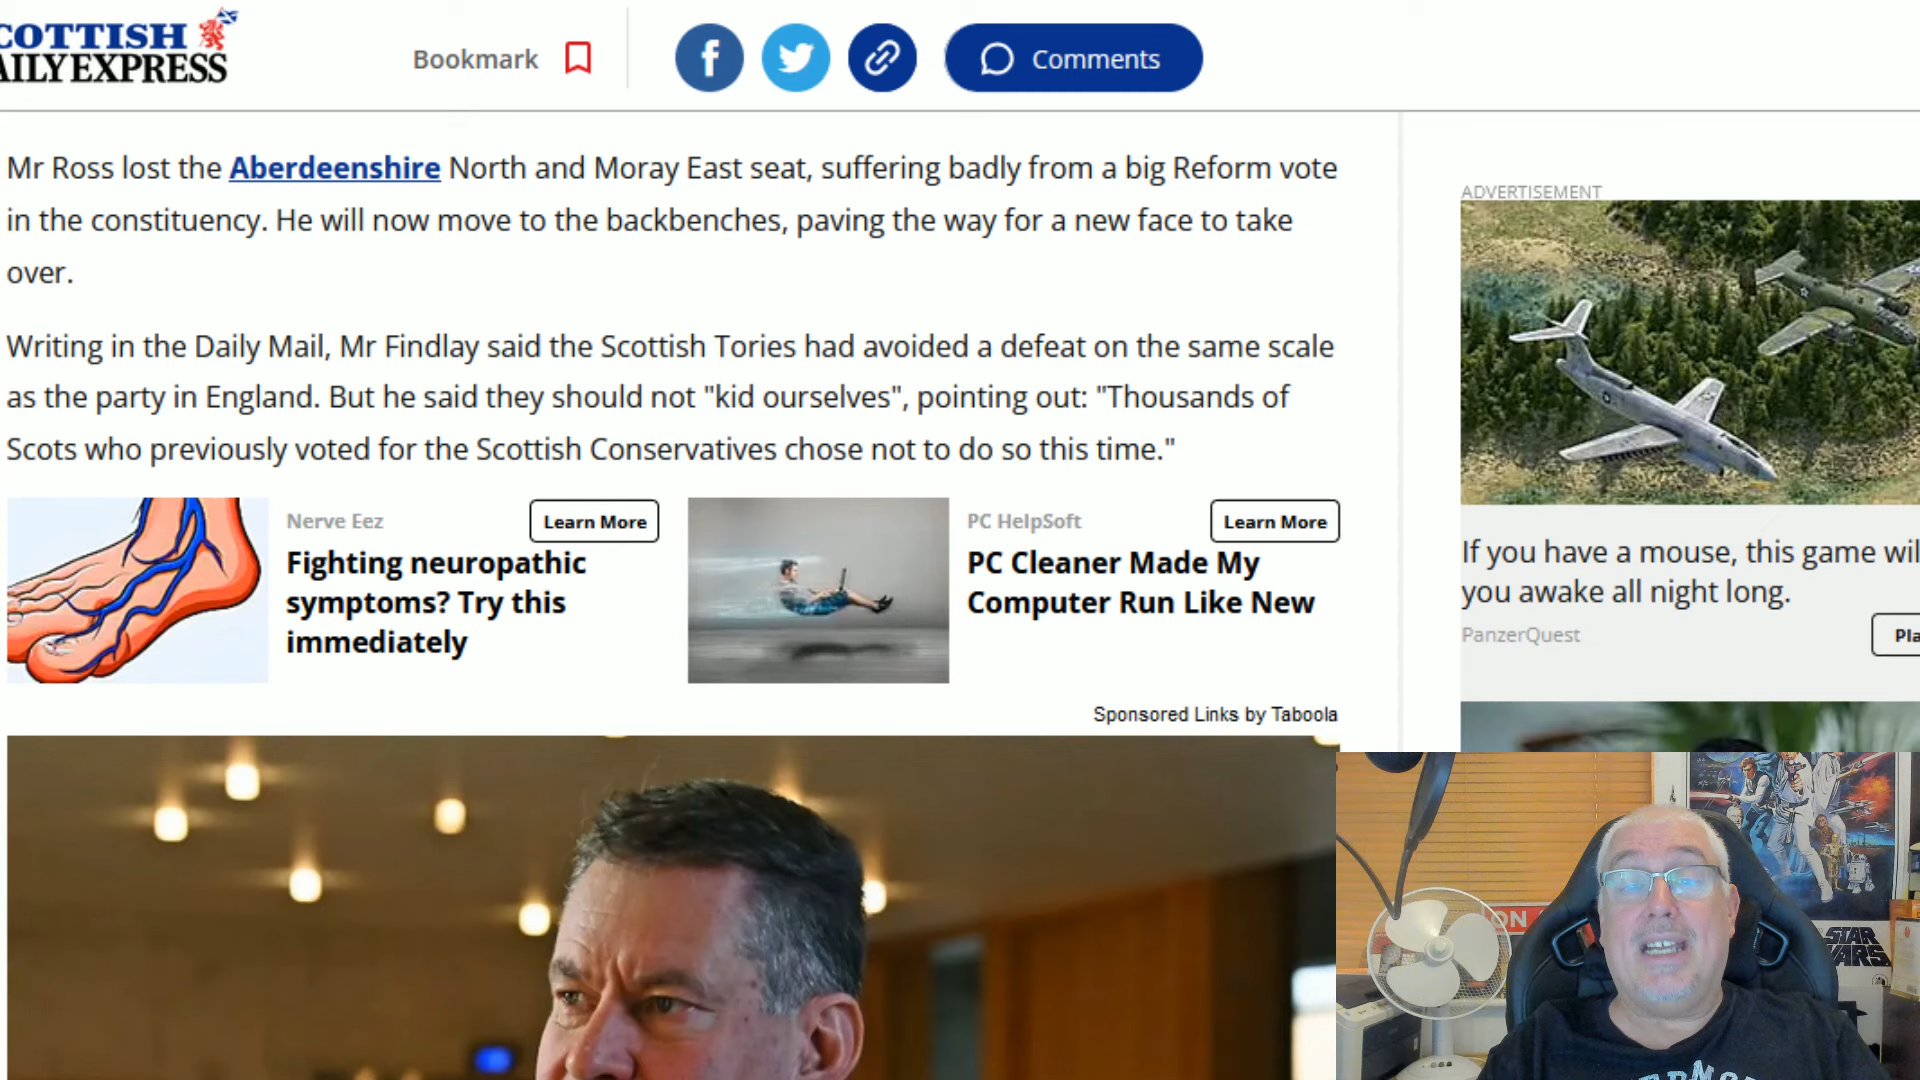 COTTISH
AILY EXPRESS
Bookmark
Comments
Mr Ross lost the Aberdeenshire North and Moray East seat, suffering badly from a big Reform vote
in the constituency. He will now move to the backbenches, paving the way for a new face to take
over.
Writing in the Daily Mail, Mr Findlay said the Scottish Tories had avoided a defeat on the same scale
as the party in England. But he said they should not "kid ourselves", pointing out: "Thousands of
Scots who previously voted for the Scottish Conservatives chose not to do so this time."
Nerve Eez
Learn More
Fighting neuropathic
symptoms? Try this
immediately
PC HelpSoft
Learn More
PC Cleaner Made My
Computer Run Like New
Sponsored Links by Taboola
ADVERTISEMENT
If you have a mouse, this game wil
you awake all night long.
PanzerQuest
Pla
ON
STAR
WARS